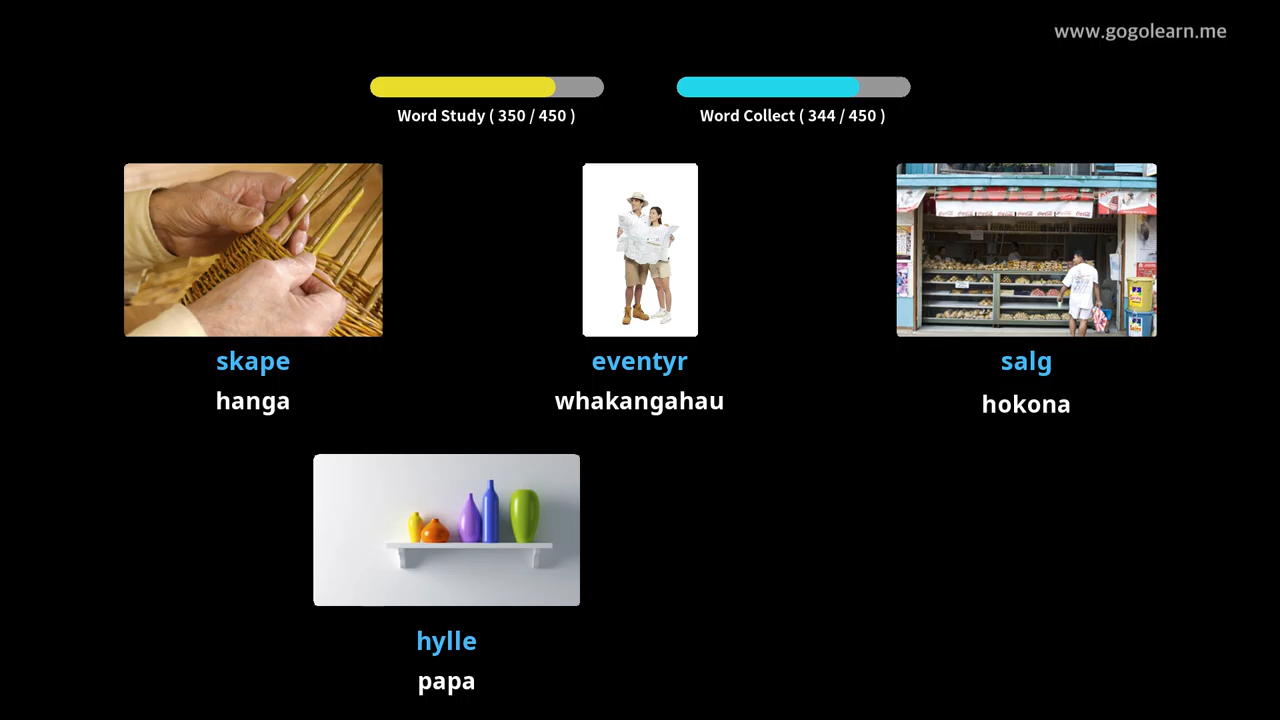 www.gogolearn.me
Word Study ( 350 / 450 )
Word Collect ( 344 / 450 )
skape
hanga
eventyr
whakangahau
salg
hokona
hylle
papa